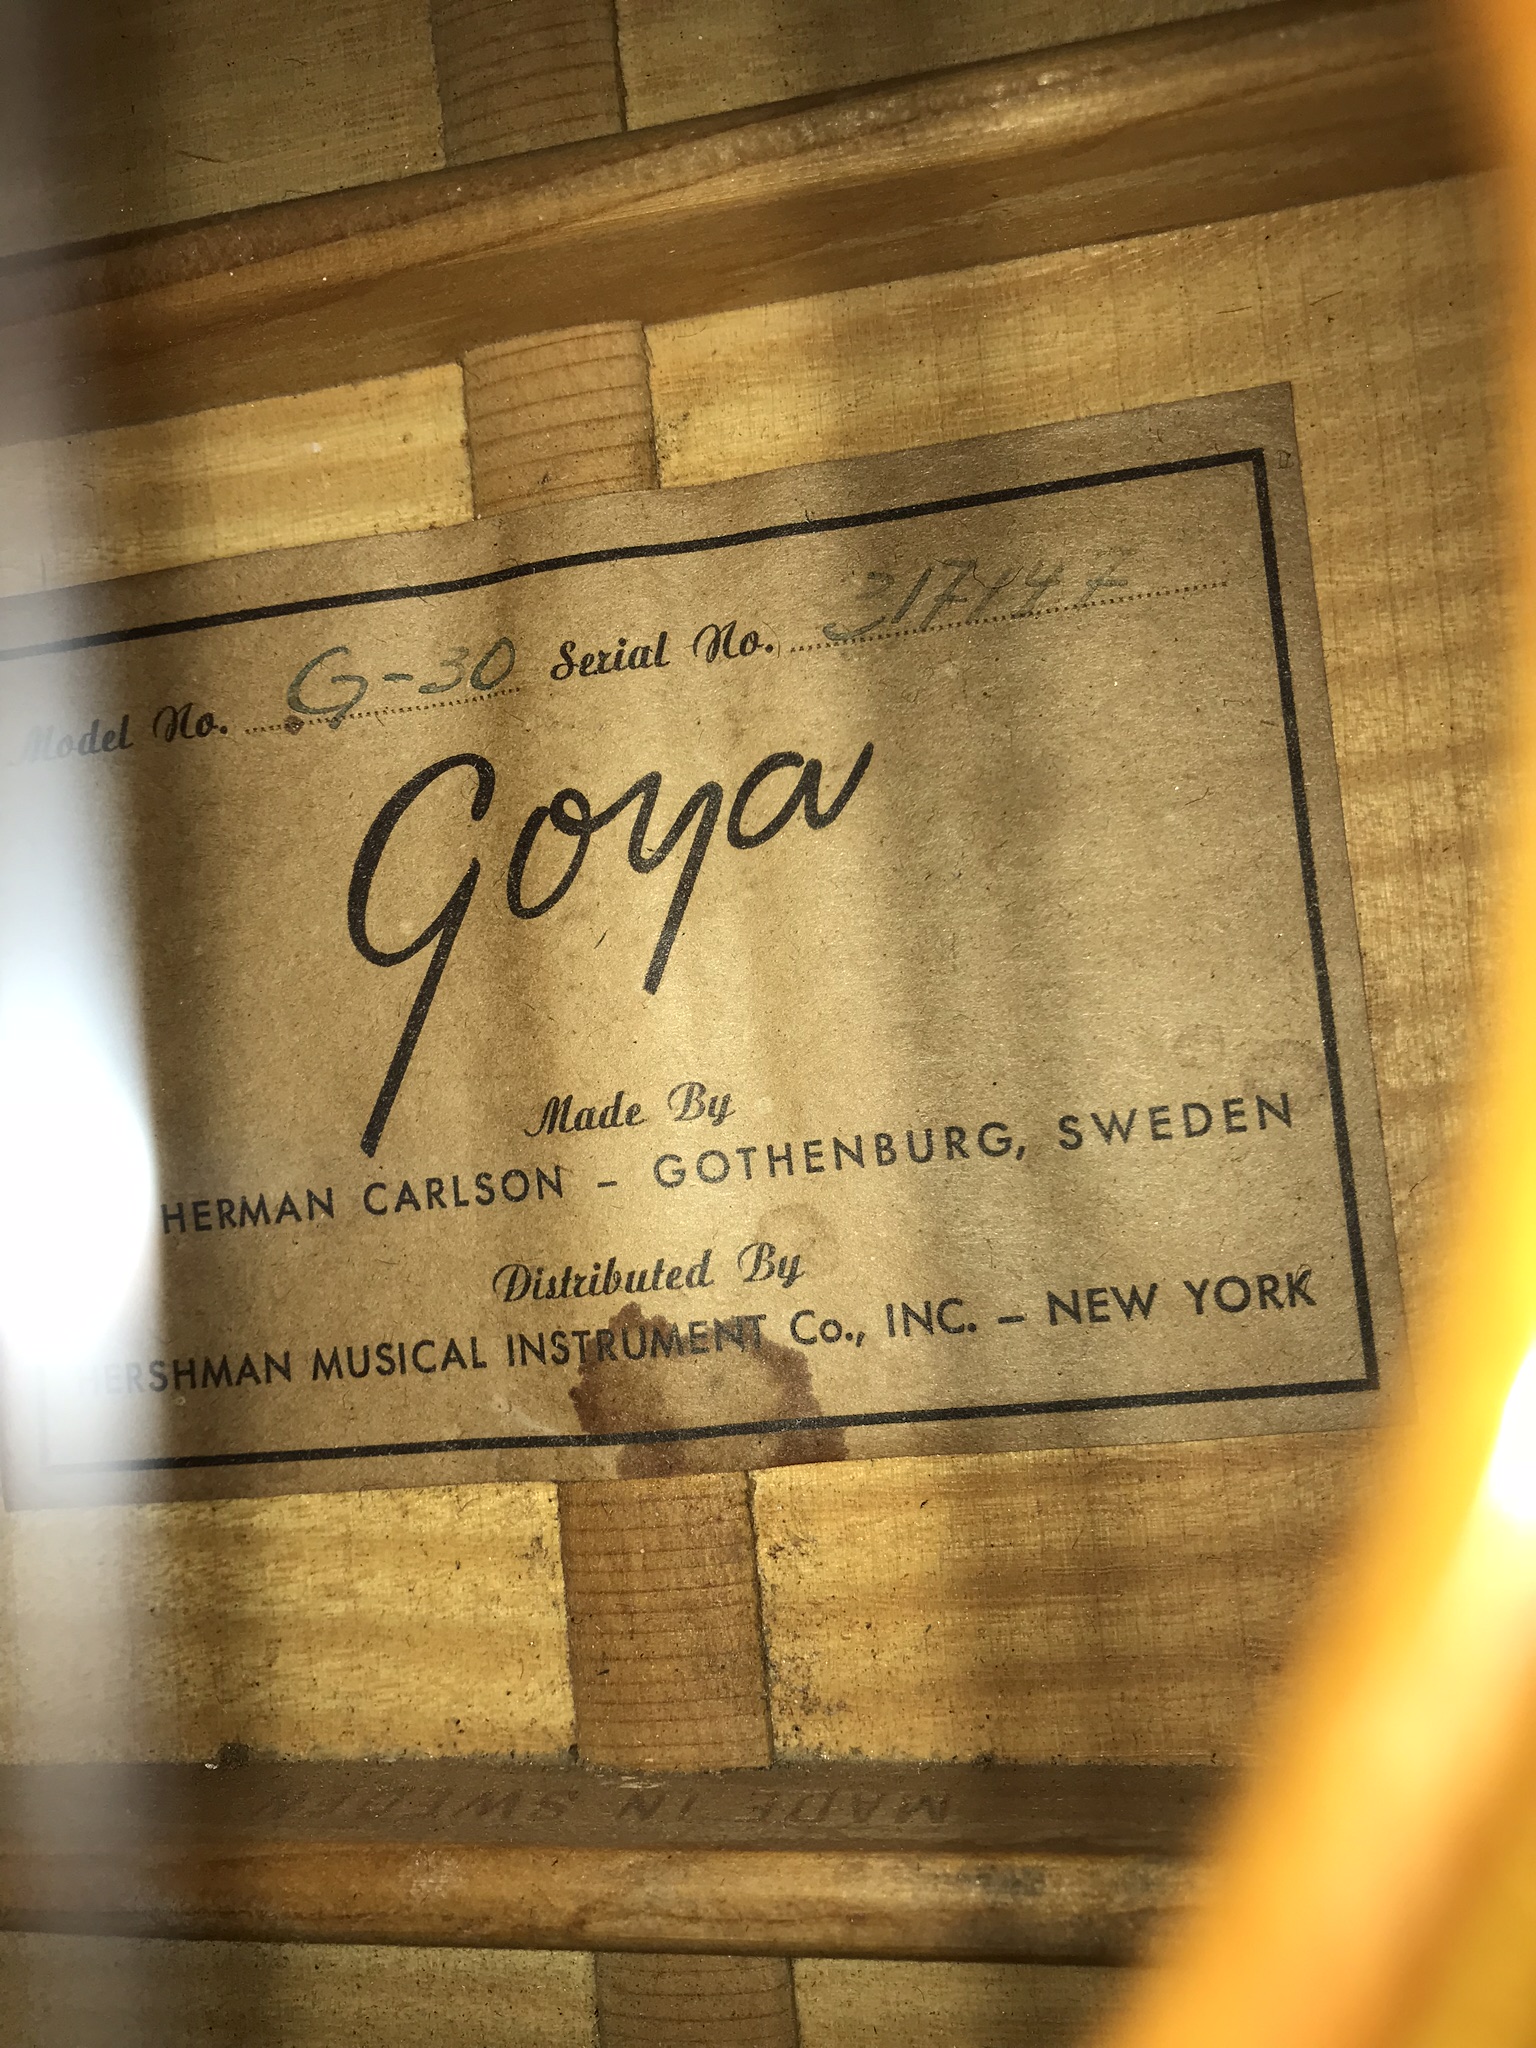 Model No. G-30 Serial No. 317447
Goya
Made By
HERMAN CARLSON – GOTHENBURG, SWEDEN
Distributed By
HERSHMAN MUSICAL INSTRUMENT Co., INC. – NEW YORK
MADE IN SWEDEN